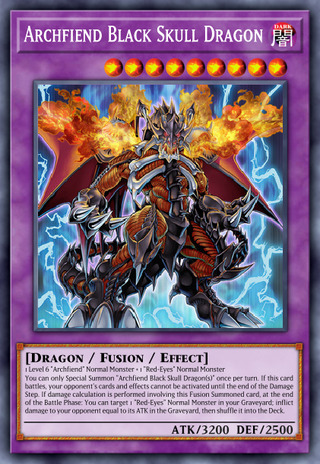 Archfiend Black Skull Dragon
DARK
闇
[Dragon / Fusion / Effect]
1 Level 6 "Archfiend" Normal Monster + 1 "Red-Eyes" Normal Monster
You can only Special Summon "Archfiend Black Skull Dragon(s)" once per turn. If this card
battles, your opponent's cards and effects cannot be activated until the end of the Damage
Step. If damage calculation is performed involving this Fusion Summoned card, at the end
of the Battle Phase: You can target 1 "Red-Eyes" Normal Monster in your Graveyard; inflict
damage to your opponent equal to its ATK in the Graveyard, then shuffle it into the Deck.
ATK/3200 DEF/2500